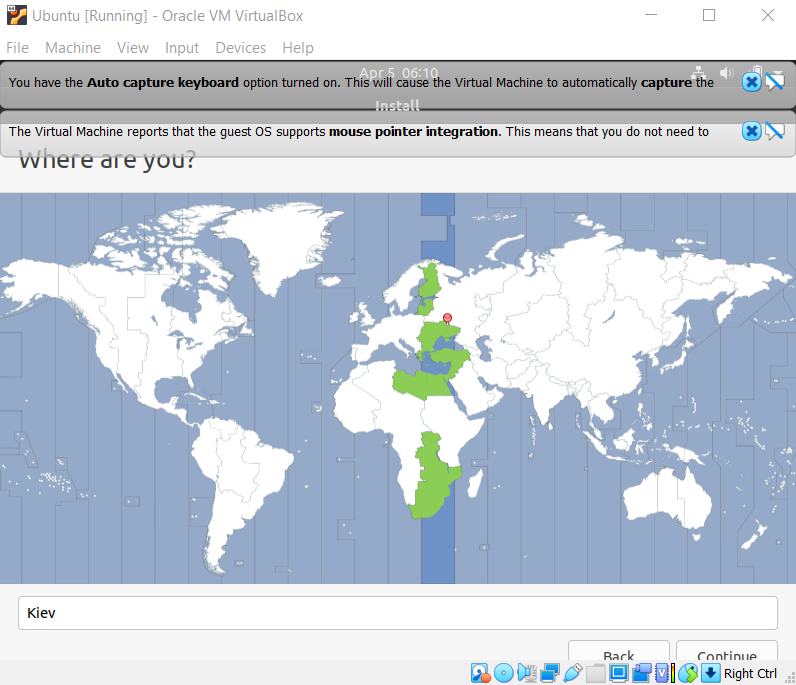 Ubuntu [Running] - Oracle VM VirtualBox
File Machine View Input Devices Help
Apr 5 06:10
You have the Auto capture keyboard option turned on. This will cause the Virtual Machine to automatically capture the
Install
The Virtual Machine reports that the guest OS supports mouse pointer integration. This means that you do not need to
Where are you?
Kiev
Back Continue
Right Ctrl